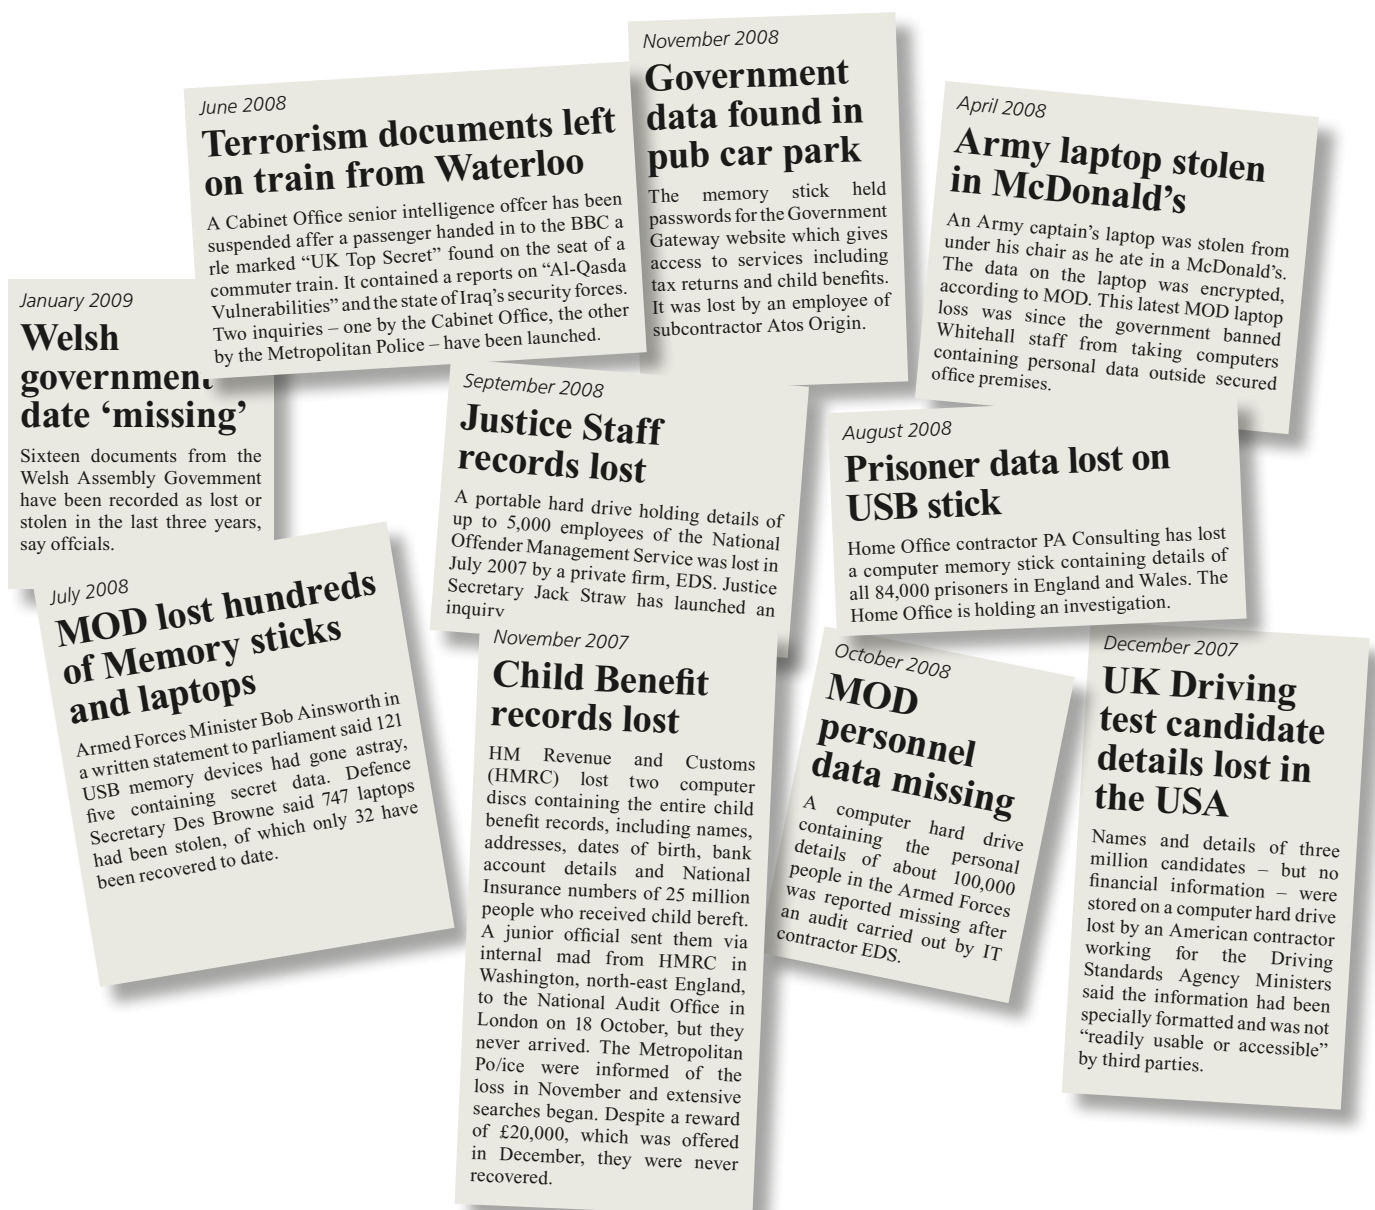 November 2008
Government
data found in
pub car park
The memory stick held
passwords for the Government
Gateway website which gives
access to services including
tax returns and child benefits.
It was lost by an employee of
subcontractor Atos Origin.
June 2008
Terrorism documents left
on train from Waterloo
A Cabinet Office senior intelligence offcer has been
suspended affer a passenger handed in to the BBC a
rle marked “UK Top Secret” found on the seat of a
commuter train. It contained a reports on “Al-Qasda
Vulnerabilities” and the state of Iraq’s security forces.
Two inquiries – one by the Cabinet Office, the other
by the Metropolitan Police – have been launched.
April 2008
Army laptop stolen
in McDonald’s
An Army captain’s laptop was stolen from
under his chair as he ate in a McDonald’s.
The data on the laptop was encrypted,
according to MOD. This latest MOD laptop
loss was since the government banned
Whitehall staff from taking computers
containing personal data outside secured
office premises.
January 2009
Welsh
government
date ‘missing’
Sixteen documents from the
Welsh Assembly Govemment
have been recorded as lost or
stolen in the last three years,
say offcials.
September 2008
Justice Staff
records lost
A portable hard drive holding details of
up to 5,000 employees of the National
Offender Management Service was lost in
July 2007 by a private firm, EDS. Justice
Secretary Jack Straw has launched an
inquiry
August 2008
Prisoner data lost on
USB stick
Home Office contractor PA Consulting has lost
a computer memory stick containing details of
all 84,000 prisoners in England and Wales. The
Home Office is holding an investigation.
July 2008
MOD lost hundreds
of Memory sticks
and laptops
Armed Forces Minister Bob Ainsworth in
a written statement to parliament said 121
USB memory devices had gone astray,
five containing secret data. Defence
Secretary Des Browne said 747 laptops
had been stolen, of which only 32 have
been recovered to date.
November 2007
Child Benefit
records lost
HM Revenue and Customs
(HMRC) lost two computer
discs containing the entire child
benefit records, including names,
addresses, dates of birth, bank
account details and National
Insurance numbers of 25 million
people who received child bereft.
A junior official sent them via
internal mad from HMRC in
Washington, north-east England,
to the National Audit Office in
London on 18 October, but they
never arrived. The Metropolitan
Po/ice were informed of the
loss in November and extensive
searches began. Despite a reward
of £20,000, which was offered
in December, they were never
recovered.
October 2008
MOD
personnel
data missing
A computer hard drive
containing the personal
details of about 100,000
people in the Armed Forces
was reported missing after
an audit carried out by IT
contractor EDS.
December 2007
UK Driving
test candidate
details lost in
the USA
Names and details of three
million candidates – but no
financial information – were
stored on a computer hard drive
lost by an American contractor
working for the Driving
Standards Agency Ministers
said the information had been
specially formatted and was not
“readily usable or accessible”
by third parties.